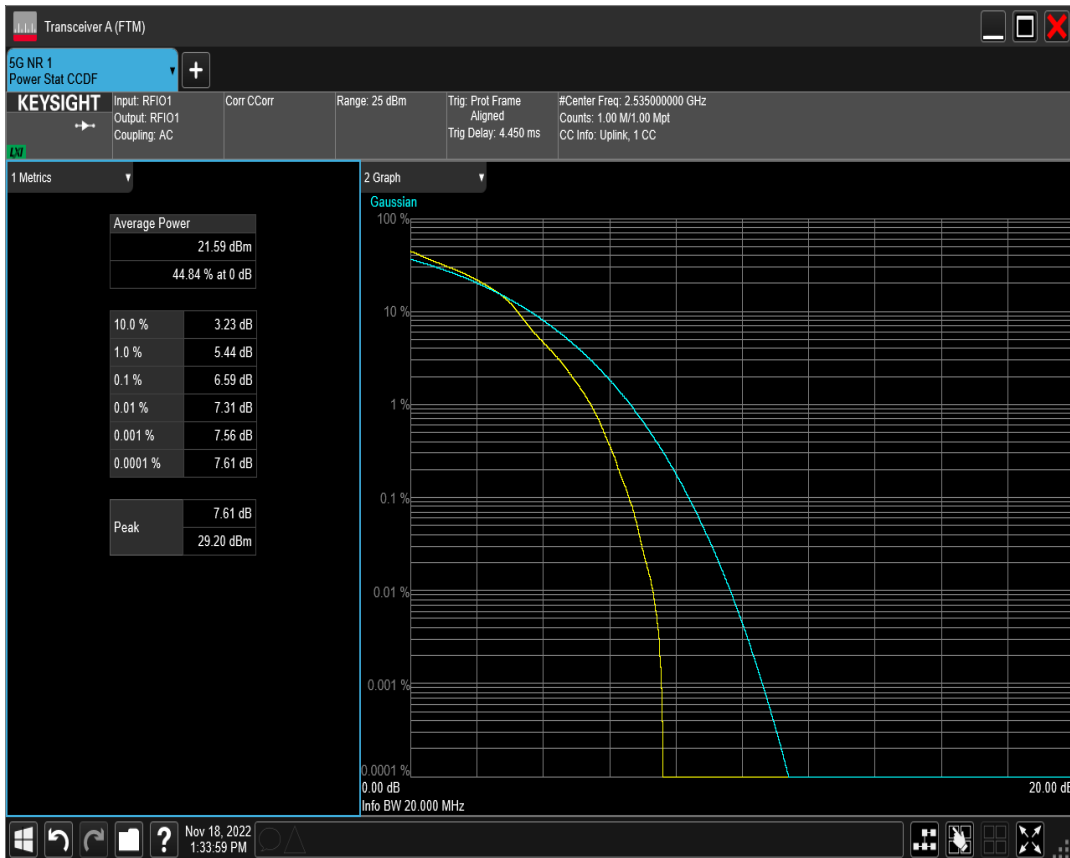 Transceiver A (FTM)
5G NR 1
Power Stat CCDF
+
KEYSIGHT
LXI
Input: RFIO1
Output: RFIO1
Coupling: AC
Corr CCorr
Range: 25 dBm
Trig: Prot Frame
Aligned
Trig Delay: 4.450 ms
#Center Freq: 2.535000000 GHz
Counts: 1.00 M/1.00 Mpt
CC Info: Uplink, 1 CC
1 Metrics
Average Power
21.59 dBm
44.84 % at 0 dB
10.0 % 3.23 dB
1.0 % 5.44 dB
0.1 % 6.59 dB
0.01 % 7.31 dB
0.001 % 7.56 dB
0.0001 % 7.61 dB
Peak
7.61 dB
29.20 dBm
2 Graph
Gaussian
100 %
10 %
1 %
0.1 %
0.01 %
0.001 %
0.0001 %
0.00 dB 20.00 dB
Info BW 20.000 MHz
?
Nov 18, 2022
1:33:59 PM